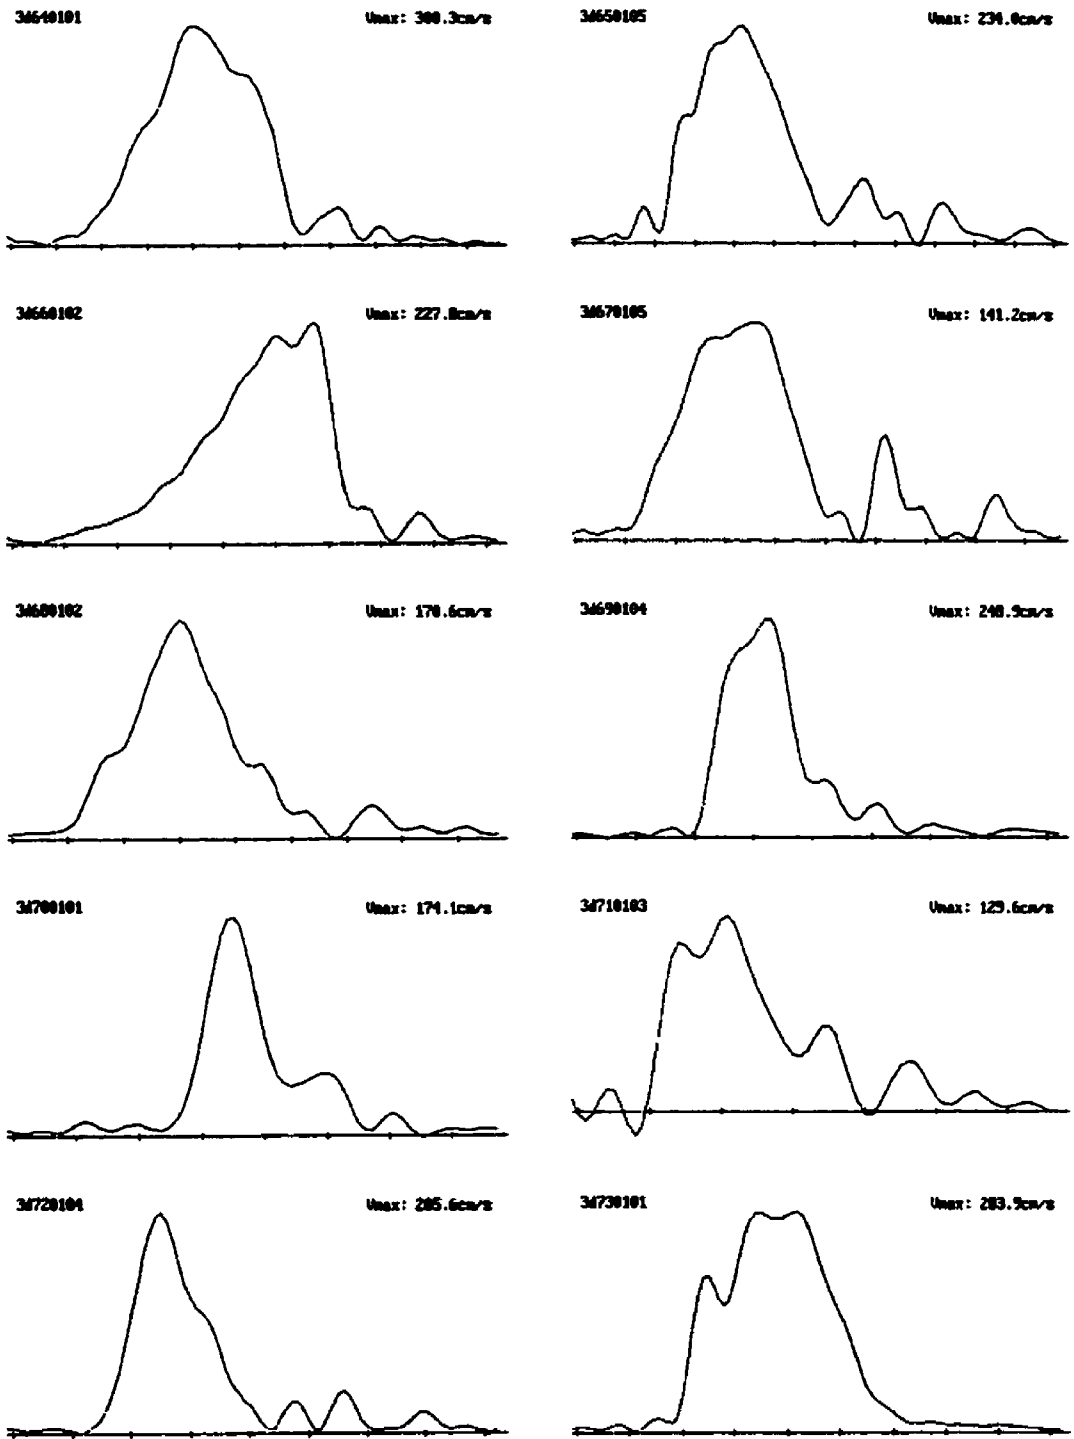 3d640101 Vmax: 300.3cm/s
3d650105 Vmax: 234.0cm/s
3d660102 Vmax: 227.8cm/s
3d670105 Vmax: 141.2cm/s
3d680102 Vmax: 170.6cm/s
3d690104 Vmax: 240.9cm/s
3d700101 Vmax: 174.1cm/s
3d710103 Vmax: 129.6cm/s
3d720104 Vmax: 205.6cm/s
3d730101 Vmax: 203.9cm/s